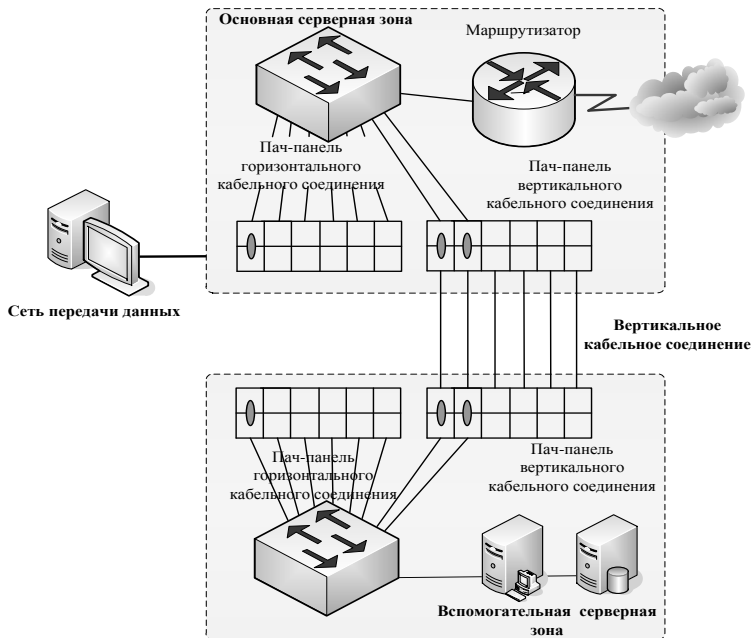 Основная серверная зона
Маршрутизатор
Пач-панель
горизонтального
кабельного соединения
Пач-панель
вертикального
кабельного соединения
Сеть передачи данных
Вертикальное
кабельное соединение
Пач-панель
горизонтального
кабельного соединения
Пач-панель
вертикального
кабельного соединения
Вспомогательная серверная
зона